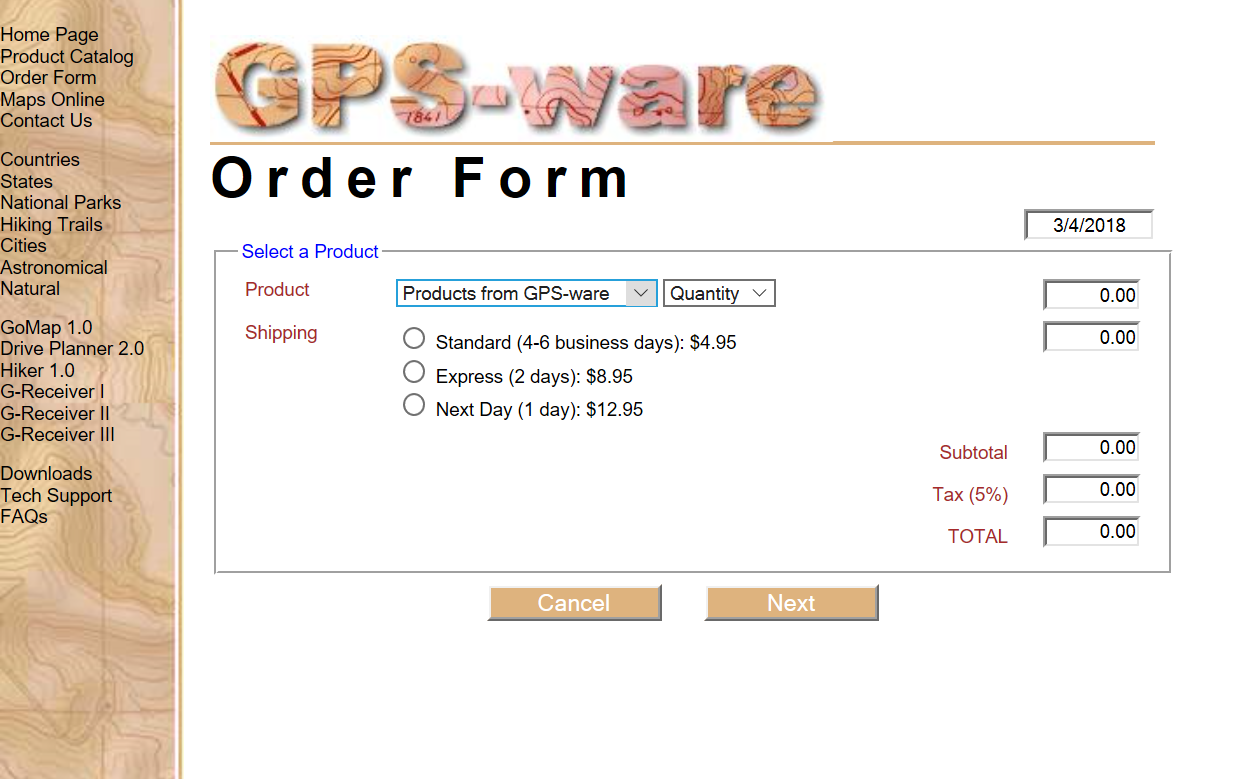 Home Page
Product Catalog
Order Form
Maps Online
Contact Us
Countries
States
National Parks
Hiking Trails
Cities
Astronomical
Natural
GoMap 1.0
Drive Planner 2.0
Hiker 1.0
G-Receiver I
G-Receiver II
G-Receiver III
Downloads
Tech Support
FAQs
GPS-ware
1841
Order Form
3/4/2018
Select a Product
Product Products from GPS-ware Quantity 0.00
Shipping 0.00
Standard (4-6 business days): $4.95
Express (2 days): $8.95
Next Day (1 day): $12.95
Subtotal 0.00
Tax (5%) 0.00
TOTAL 0.00
Cancel Next